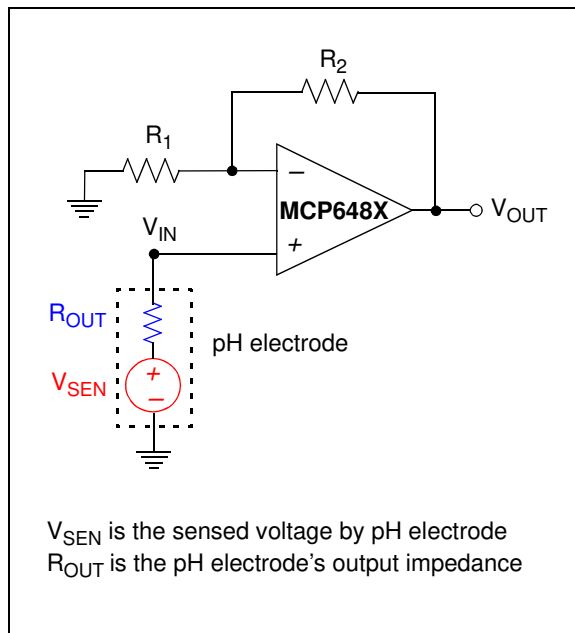 R2
R1
−
MCP648X
VOUT
VIN
+
ROUT
pH electrode
+
VSEN
−
VSEN is the sensed voltage by pH electrode
ROUT is the pH electrode's output impedance